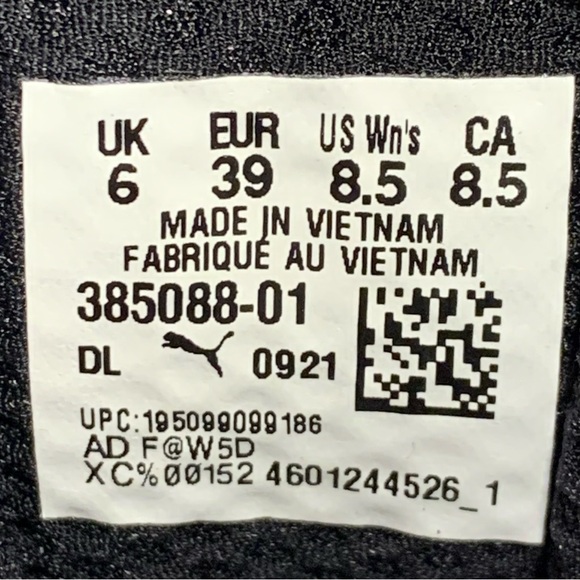 UK EUR US Wn's CA
6 39 8.5 8.5
MADE IN VIETNAM
FABRIQUÉ AU VIETNAM
385088-01
DL 0921
UPC:195099099186
AD F@W5D
XC%00152 4601244526_1